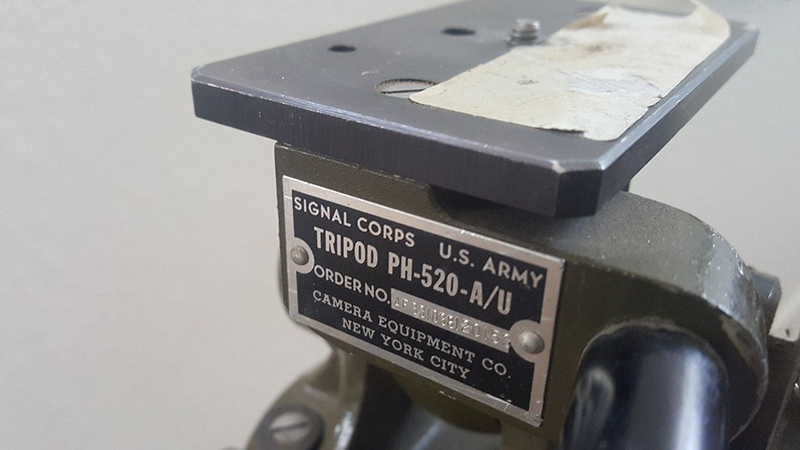 SIGNAL CORPS U.S. ARMY
TRIPOD PH-520-A/U
ORDER NO.
CAMERA EQUIPMENT CO.
NEW YORK CITY